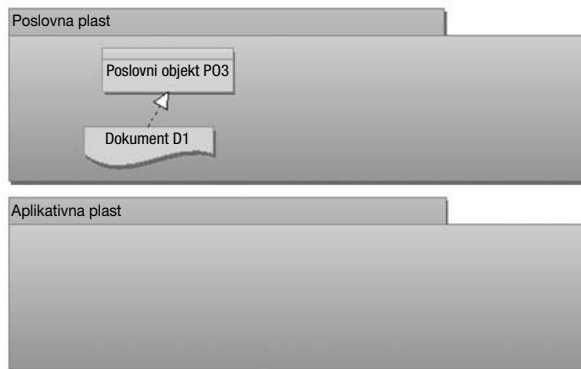 Poslovna plast
Poslovni objekt PO3
Dokument D1
Aplikativna plast